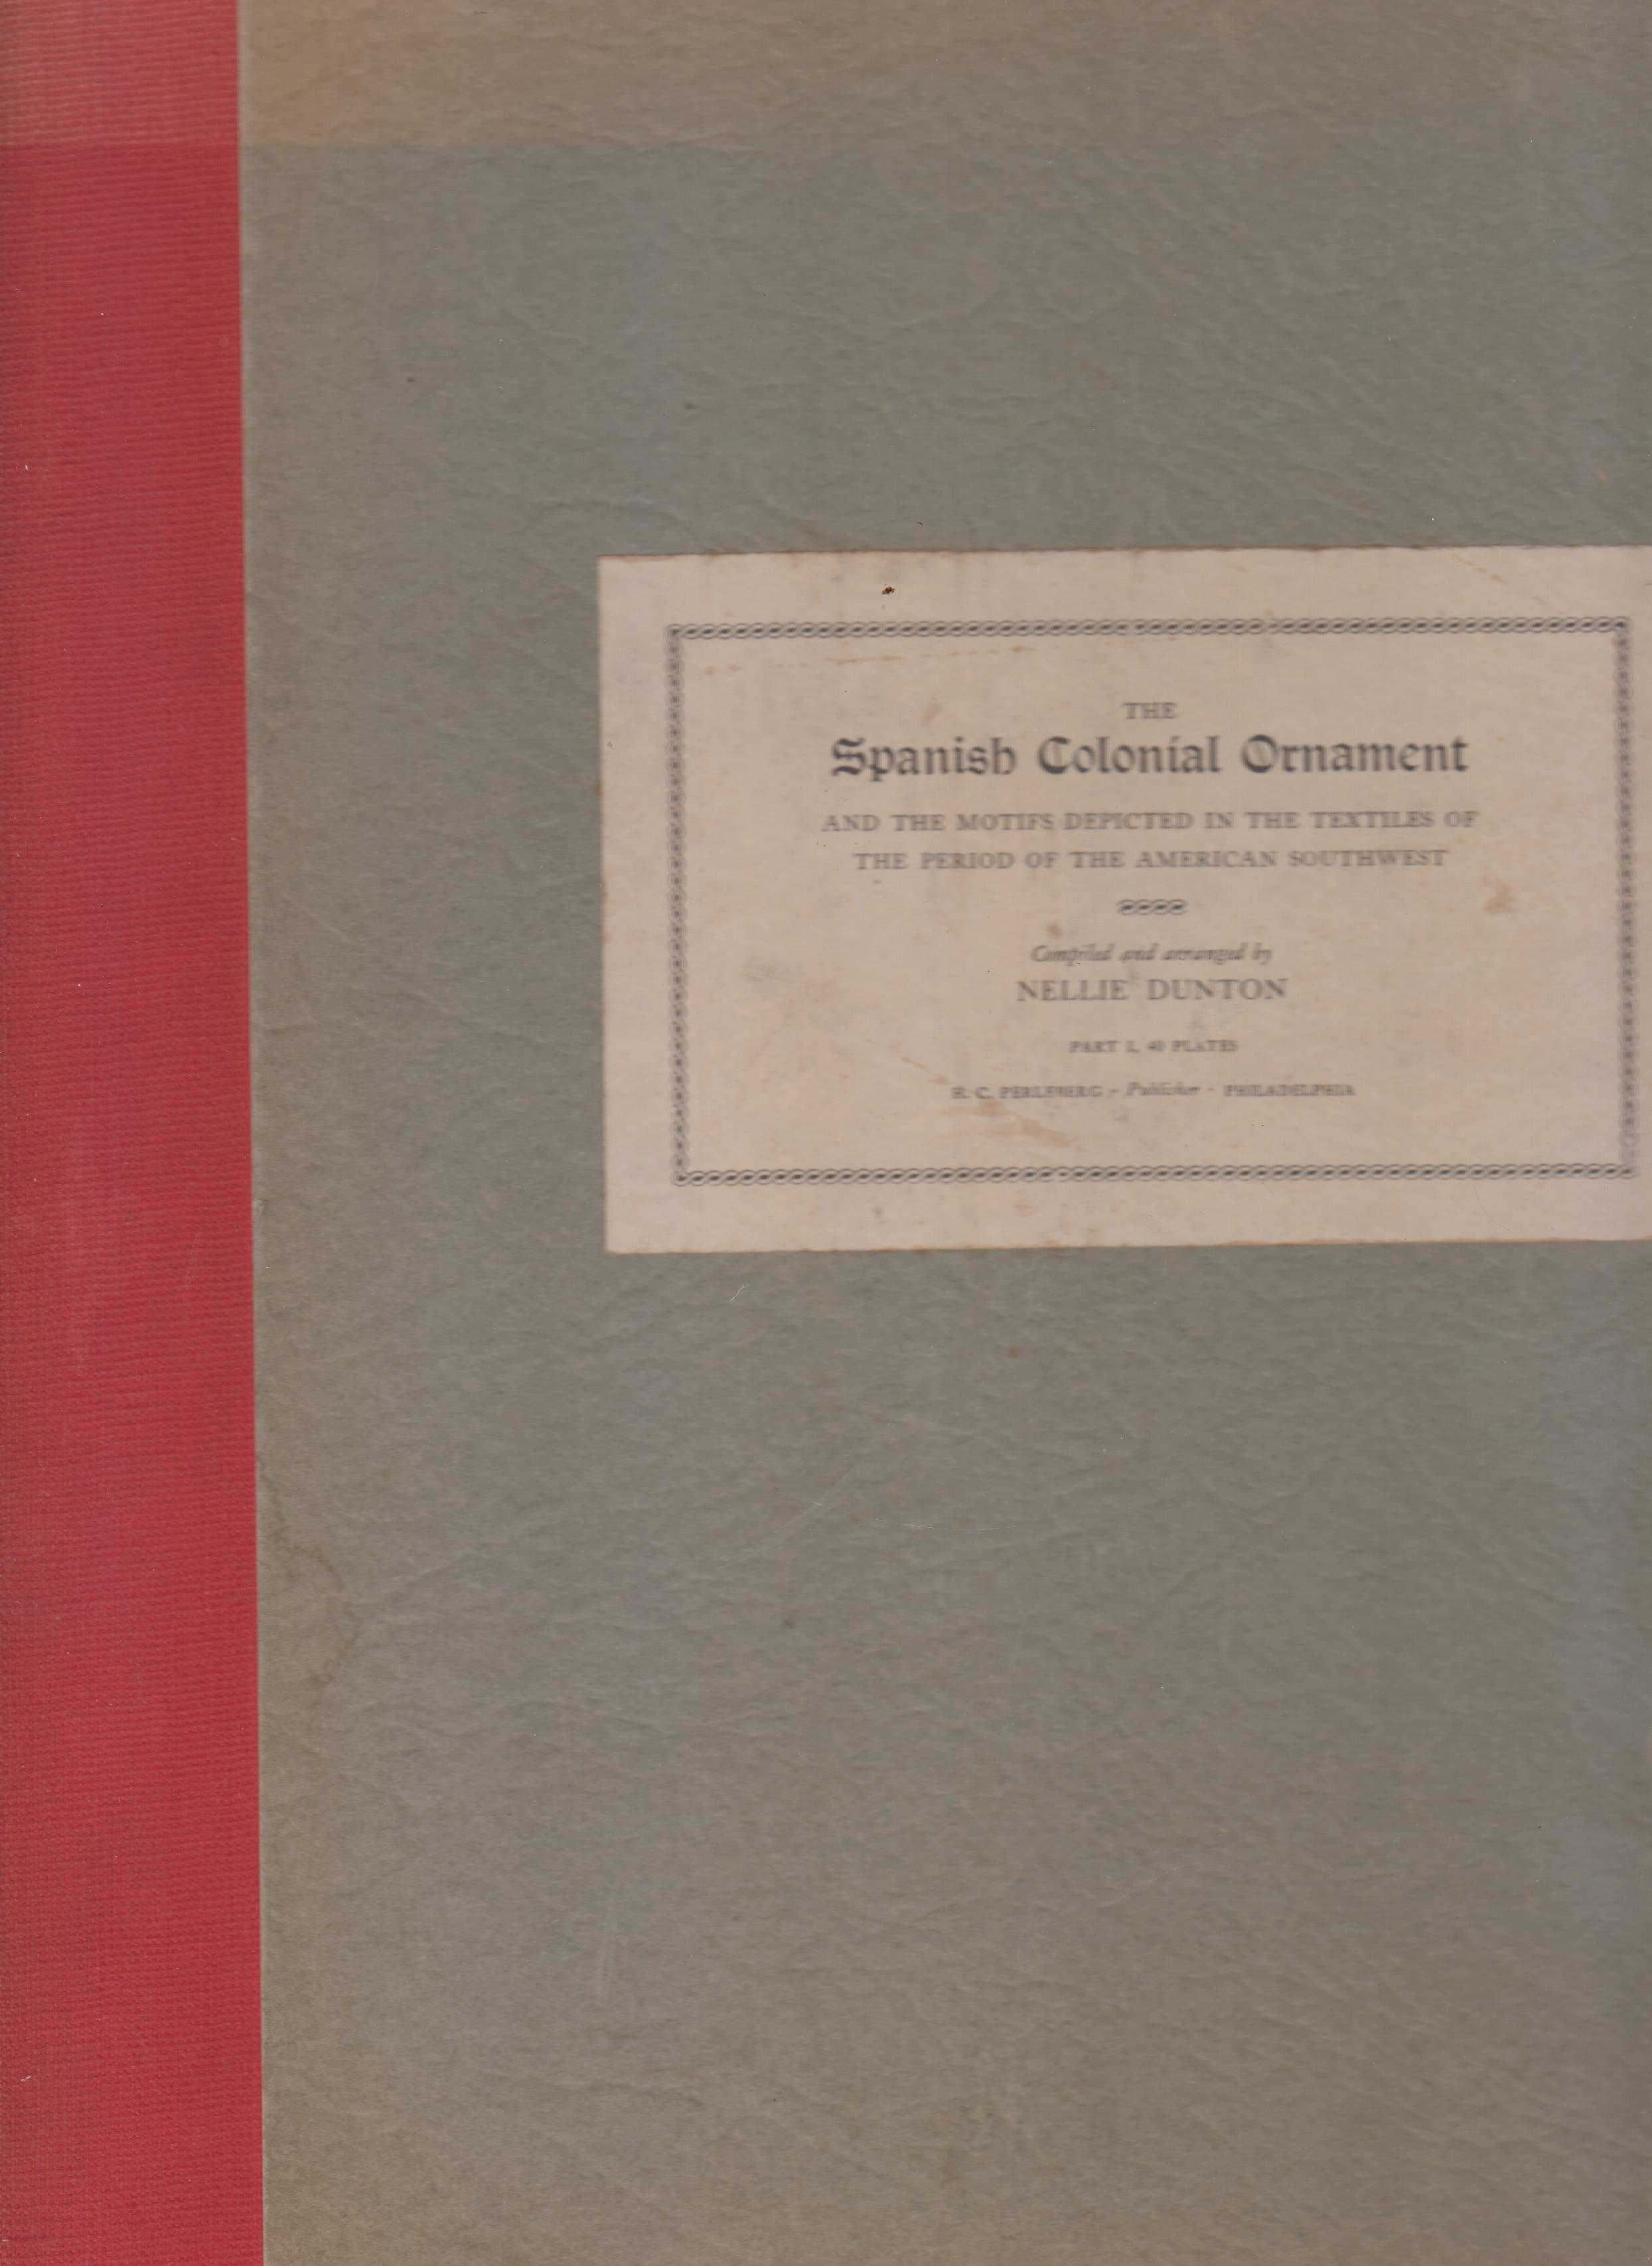 THE
Spanish Colonial Ornament
AND THE MOTIFS DEPICTED IN THE TEXTILES OF
THE PERIOD OF THE AMERICAN SOUTHWEST
Compiled and arranged by
NELLIE DUNTON
PART I, 40 PLATES
H. C. PERLEBERG - Publisher - PHILADELPHIA